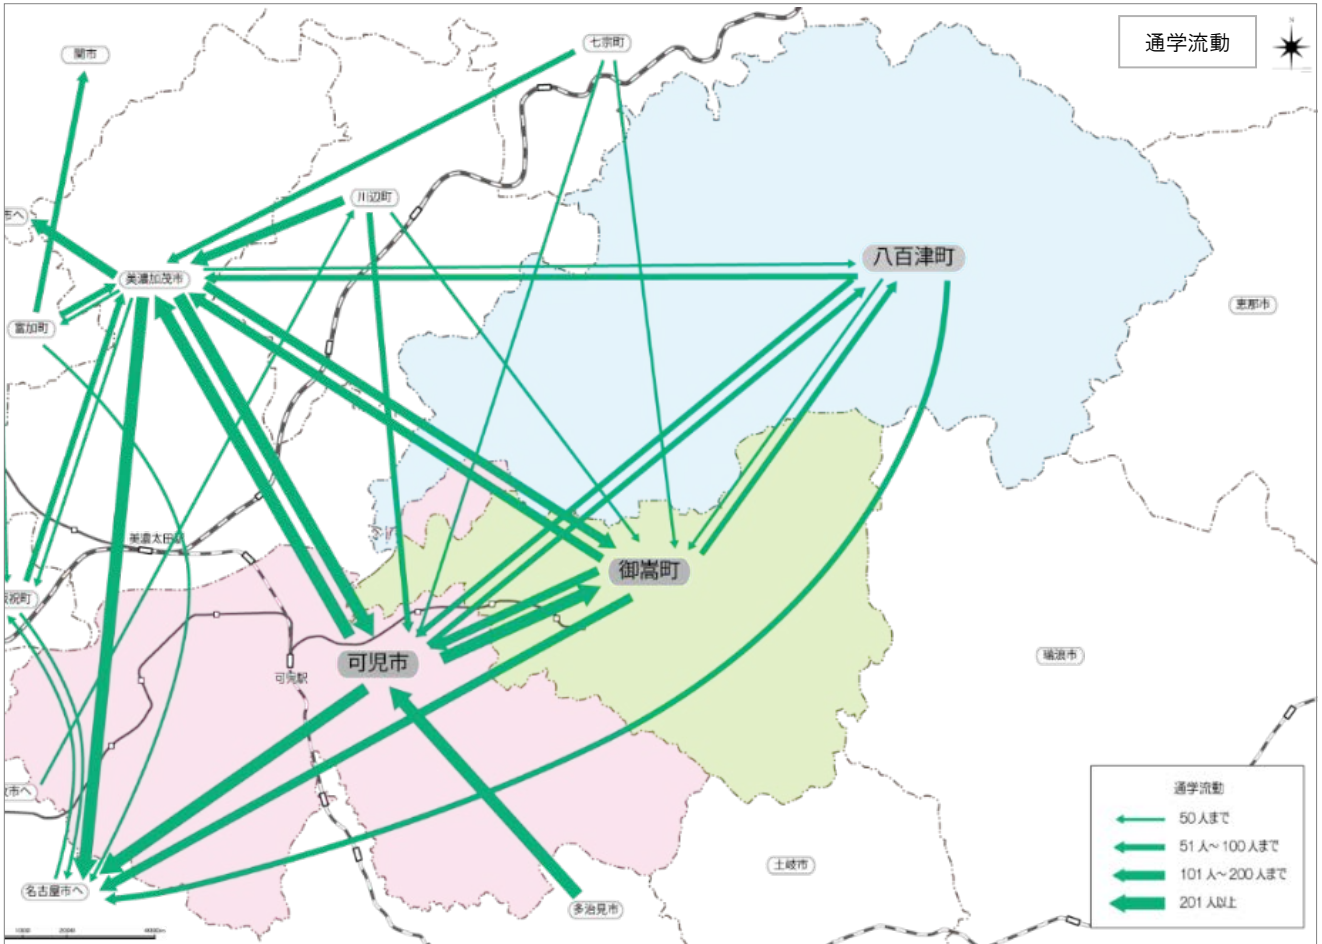 通学流動
N
関市
七宗町
川辺町
市へ
美濃加茂市
八百津町
富加町
恵那市
美濃太田駅
御嵩町
祝町
可児市
可児駅
瑞浪市
市へ
通学流動
50人まで
51人~100人まで
101人~200人まで
201人以上
土岐市
名古屋市へ
多治見市
1000 2000 4000m